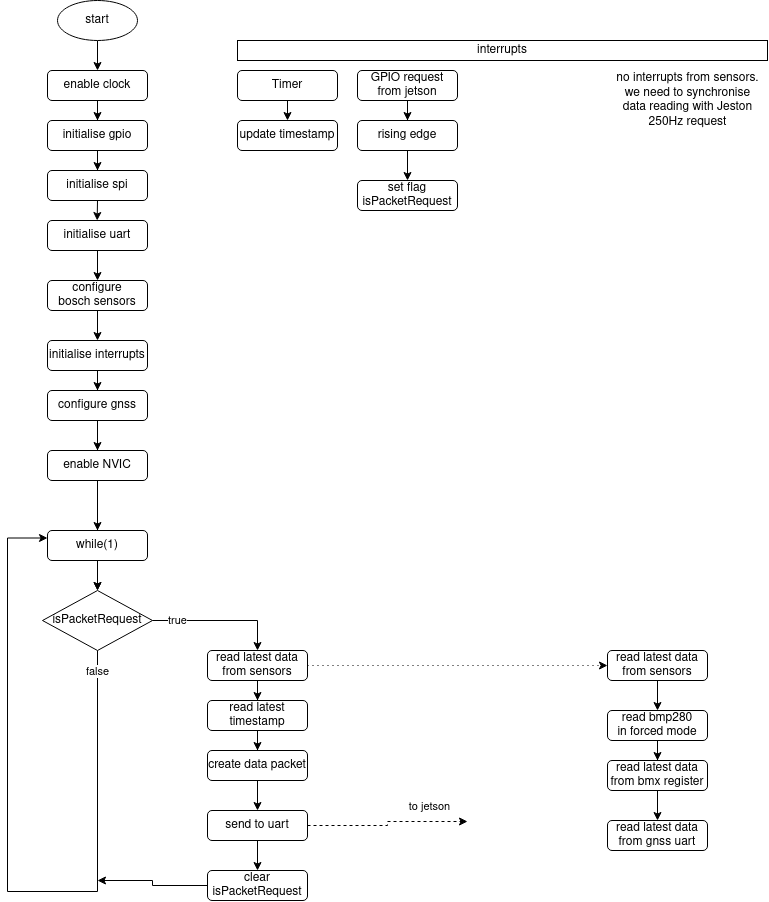 start
enable clock
initialise gpio
initialise spi
initialise uart
configure
bosch sensors
initialise interrupts
configure gnss
enable NVIC
while(1)
isPacketRequest
true
false
interrupts
Timer
update timestamp
GPIO request
from jetson
rising edge
set flag
isPacketRequest
no interrupts from sensors.
we need to synchronise
data reading with Jeston
250Hz request
read latest data
from sensors
read latest
timestamp
create data packet
send to uart
to jetson
clear
isPacketRequest
read latest data
from sensors
read bmp280
in forced mode
read latest data
from bmx register
read latest data
from gnss uart